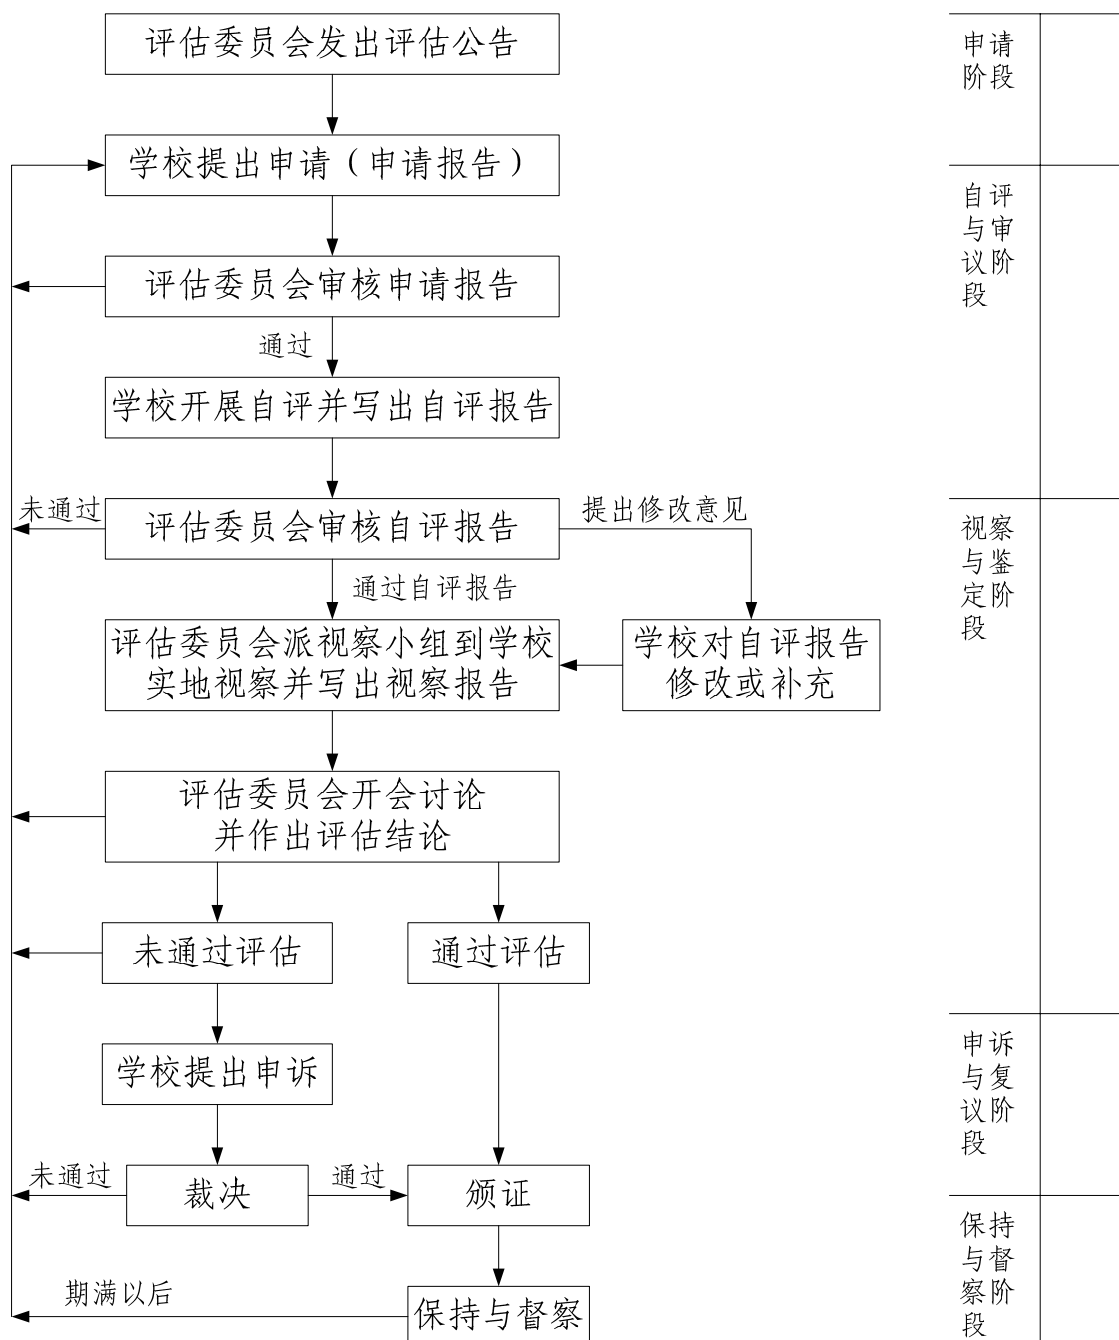 评估委员会发出评估公告
学校提出申请（申请报告）
评估委员会审核申请报告
通过
学校开展自评并写出自评报告
未通过
评估委员会审核自评报告
提出修改意见
通过自评报告
评估委员会派视察小组到学校
实地视察并写出视察报告
学校对自评报告
修改或补充
评估委员会开会讨论
并作出评估结论
未通过评估
通过评估
学校提出申诉
未通过
裁决
通过
颁证
期满以后
保持与督察
申请
阶段
自评
与审
议阶
段
视察
与鉴
定阶
段
申诉
与复
议阶
段
保持
与督
察阶
段